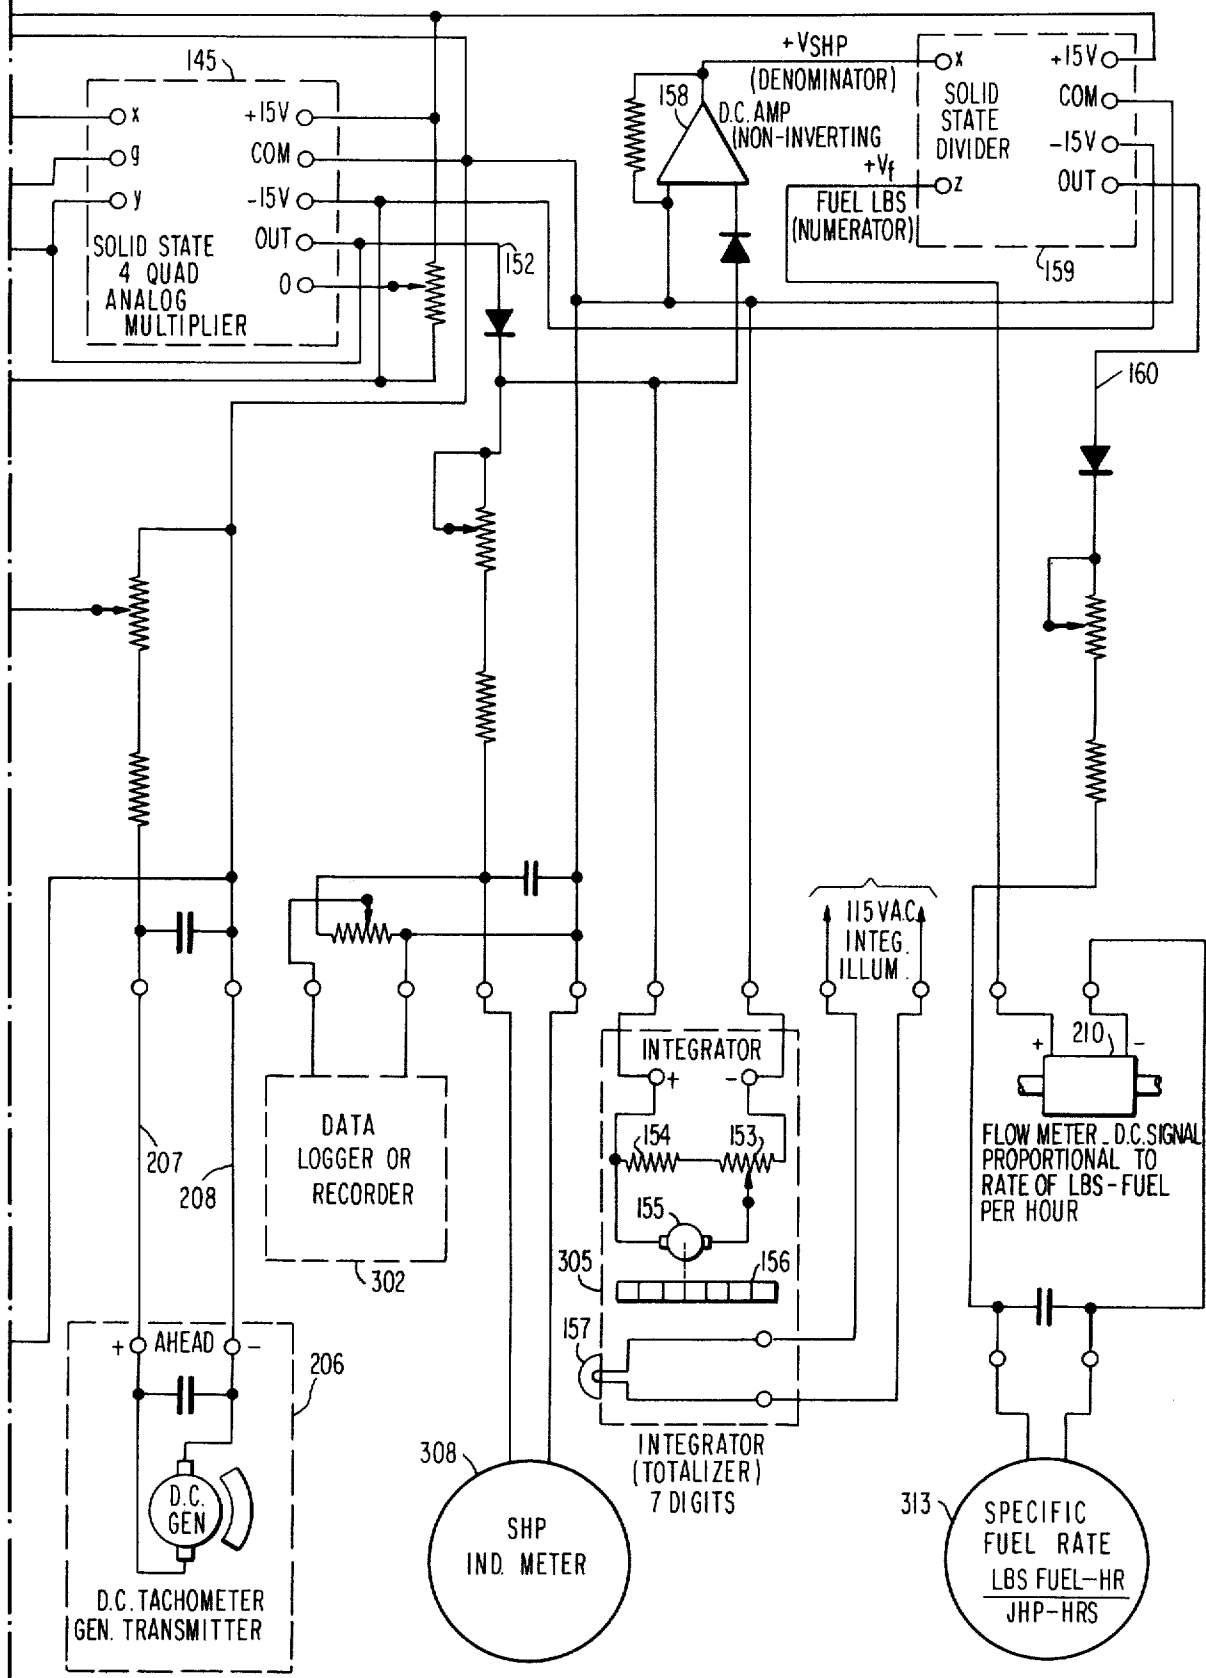 145
x
g
y
+15V
COM
-15V
OUT
0
SOLID STATE
4 QUAD
ANALOG
MULTIPLIER
152
158
D.C. AMP
(NON-INVERTING
+VSHP
(DENOMINATOR)
+Vf
FUEL LBS
(NUMERATOR)
x
z
SOLID
STATE
DIVIDER
+15V
COM
-15V
OUT
159
160
115 V.A.C.
INTEG.
ILLUM.
207
208
DATA
LOGGER OR
RECORDER
302
INTEGRATOR
+
-
154
153
155
156
305
157
INTEGRATOR
(TOTALIZER)
7 DIGITS
+
210
-
FLOW METER - D.C. SIGNAL
PROPORTIONAL TO
RATE OF LBS-FUEL
PER HOUR
+ AHEAD -
206
D.C.
GEN
D.C. TACHOMETER
GEN. TRANSMITTER
308
SHP
IND. METER
313
SPECIFIC
FUEL RATE
LBS FUEL-HR
JHP-HRS